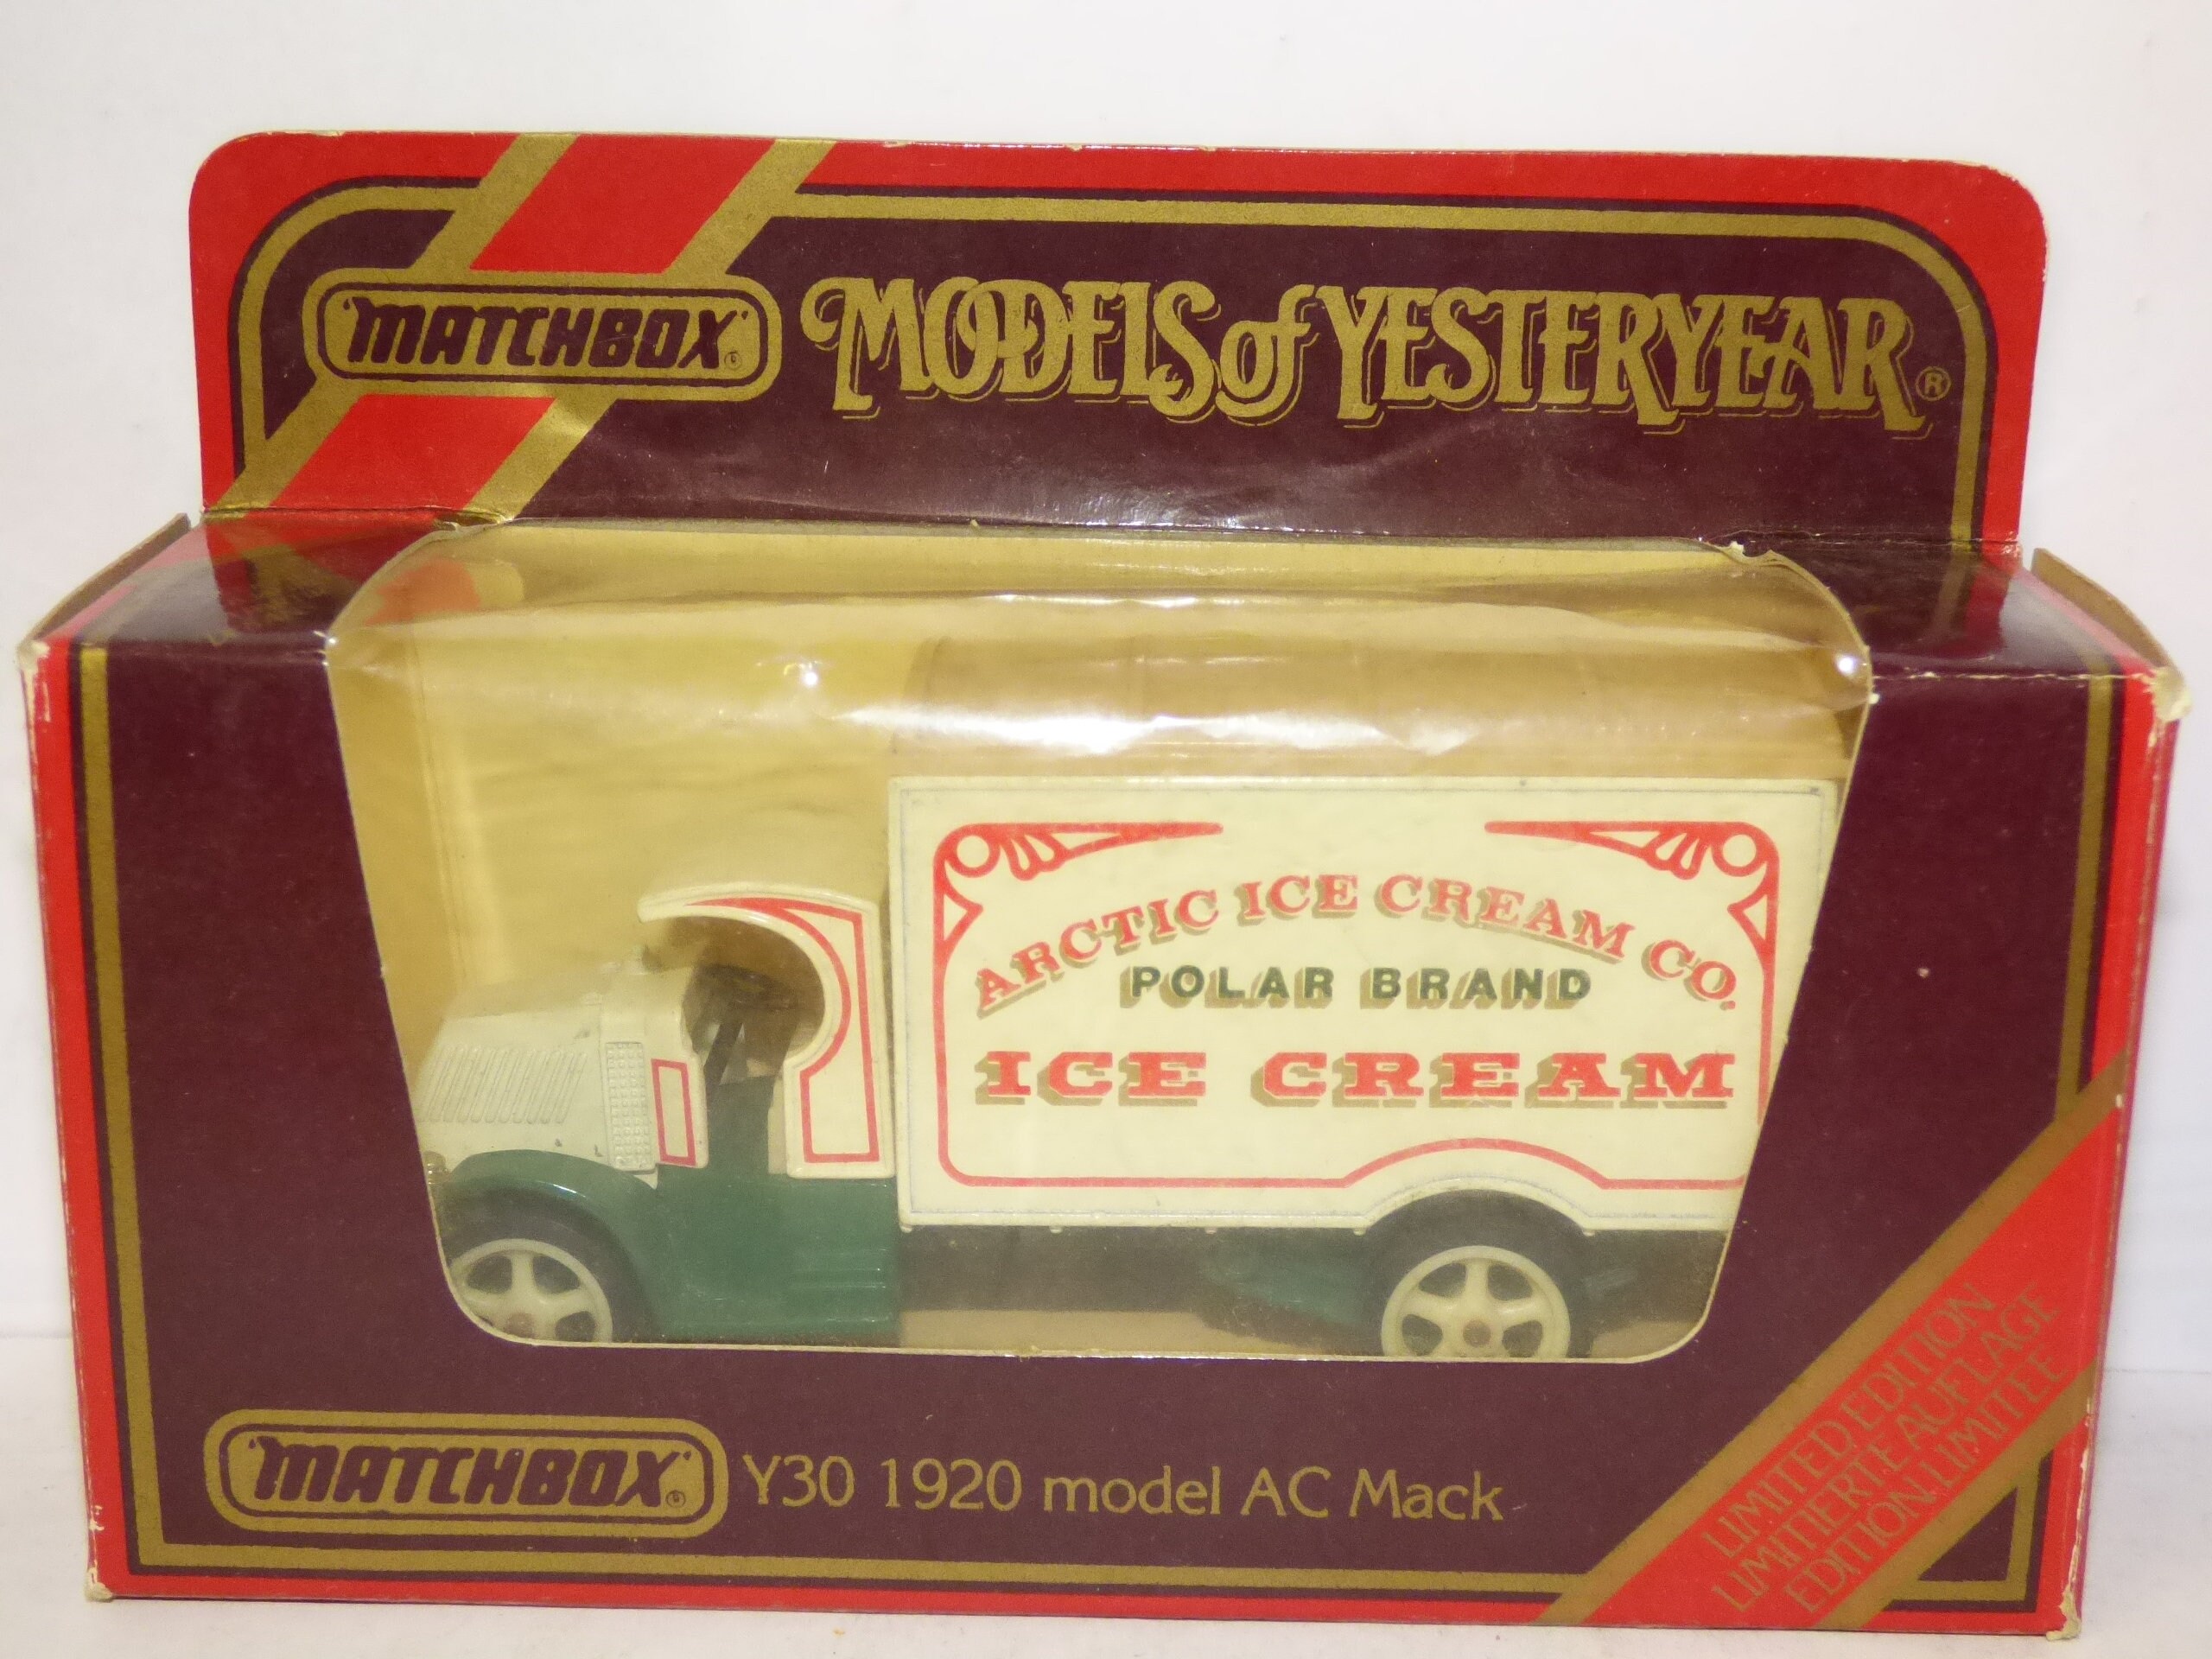 'MATCHBOX'® MODELS of YESTERYEAR®
ARCTIC ICE CREAM CO.
POLAR BRAND
ICE CREAM
'MATCHBOX'® Y30 1920 model AC Mack
LIMITED EDITION
LIMITIERTE AUFLAGE
EDITION LIMITEE